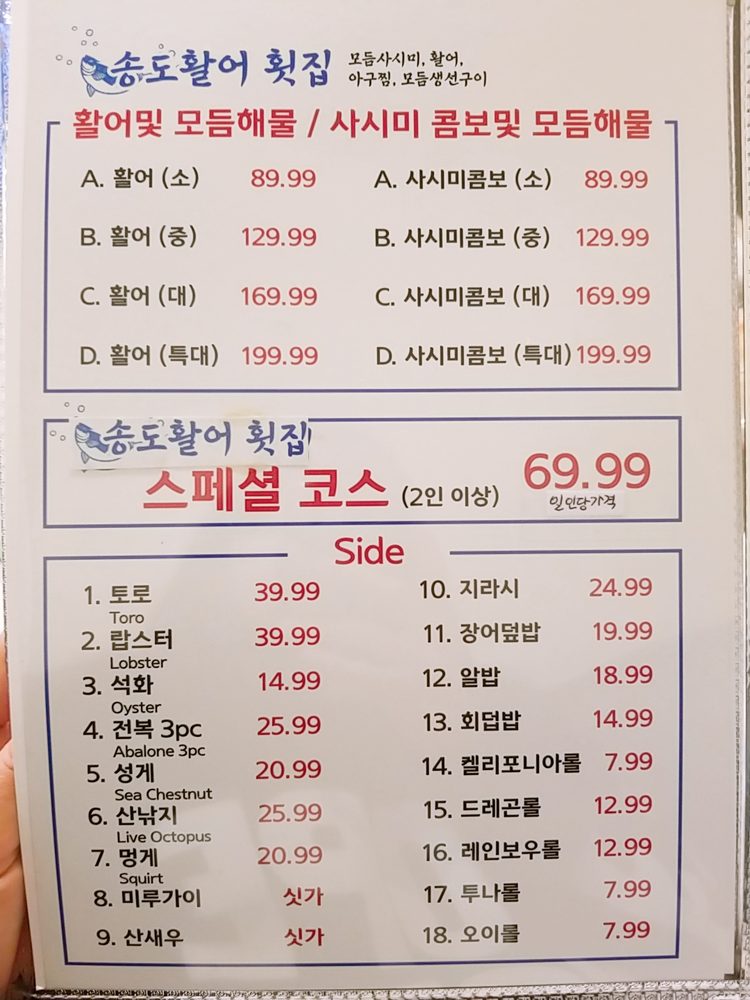 송도활어 횟집 모듬사시미, 활어,
아구찜, 모듬생선구이
활어및 모듬해물 / 사시미 콤보및 모듬해물
A. 활어 (소) 89.99
B. 활어 (중) 129.99
C. 활어 (대) 169.99
D. 활어 (특대) 199.99
A. 사시미콤보 (소) 89.99
B. 사시미콤보 (중) 129.99
C. 사시미콤보 (대) 169.99
D. 사시미콤보 (특대) 199.99
송도활어 횟집
스페셜 코스 (2인 이상) 69.99
일인당가격
Side
1. 토로 39.99
Toro
2. 랍스터 39.99
Lobster
3. 석화 14.99
Oyster
4. 전복 3pc 25.99
Abalone 3pc
5. 성게 20.99
Sea Chestnut
6. 산낚지 25.99
Live Octopus
7. 멍게 20.99
Squirt
8. 미루가이 싯가
9. 산새우 싯가
10. 지라시 24.99
11. 장어덮밥 19.99
12. 알밥 18.99
13. 회덥밥 14.99
14. 켈리포니아롤 7.99
15. 드레곤롤 12.99
16. 레인보우롤 12.99
17. 투나롤 7.99
18. 오이롤 7.99